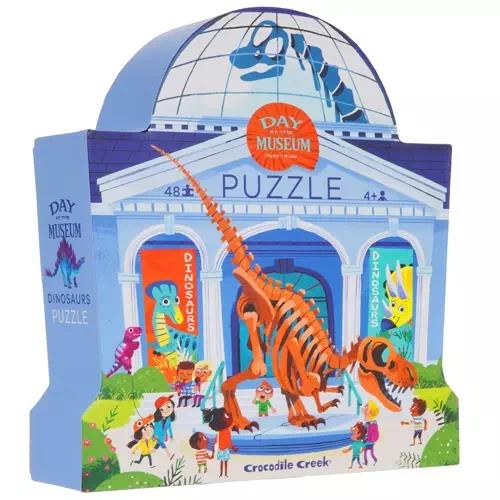 DAY
AT THE
MUSEUM
48
PUZZLE
4+
DINOSAURS
DINOSAURS
Crocodile Creek®
DAY
AT THE
MUSEUM
DINOSAURS
PUZZLE